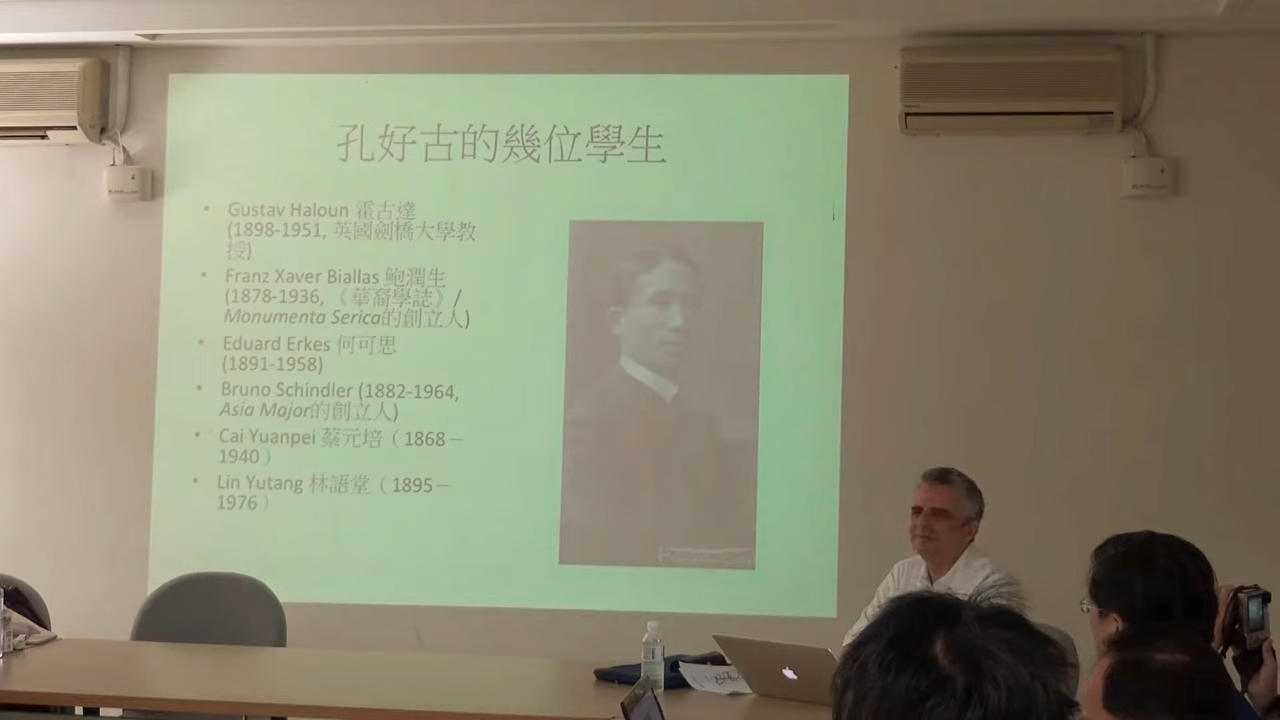 孔好古的幾位學生
• Gustav Haloun 霍古達
(1898-1951, 英國劍橋大學教
授)
• Franz Xaver Biallas 鮑潤生
(1878-1936, 《華裔學誌》/
Monumenta Serica的創立人)
• Eduard Erkes 何可思
(1891-1958)
• Bruno Schindler (1882-1964,
Asia Major的創立人)
• Cai Yuanpei 蔡元培（1868－
1940）
• Lin Yutang 林語堂（1895－
1976）